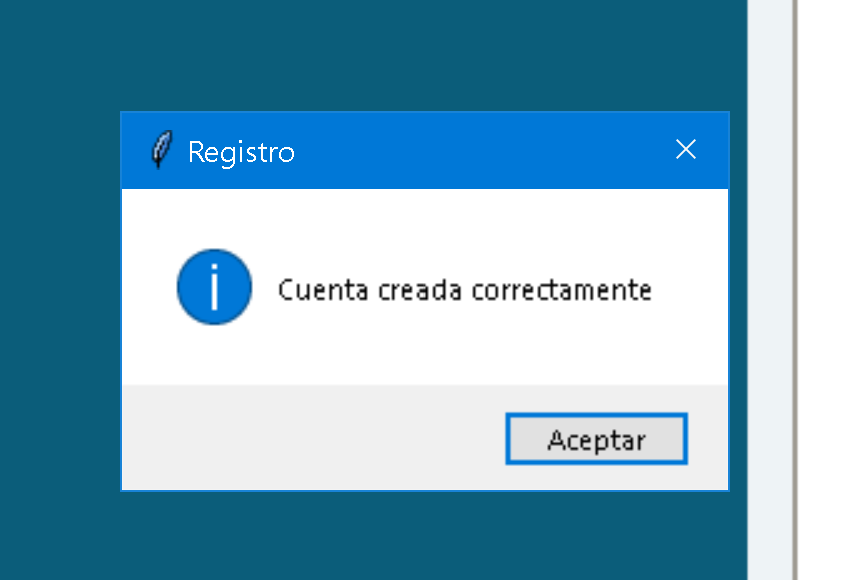 Registro
Cuenta creada correctamente
Aceptar